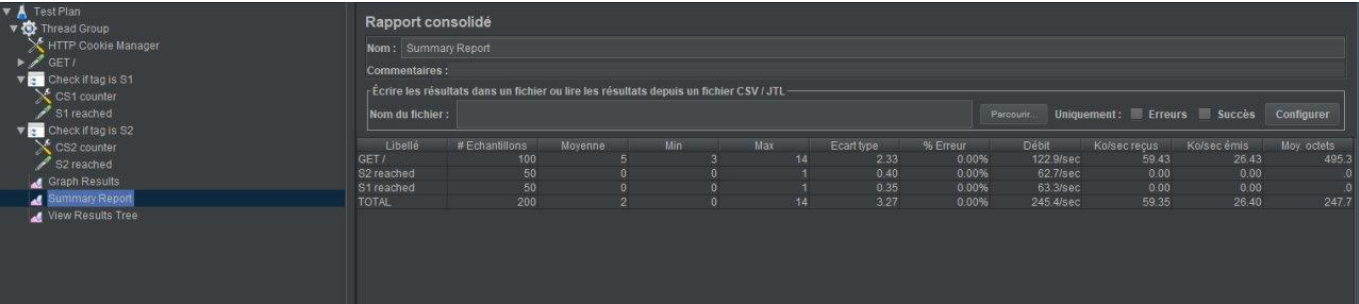 Test Plan
Thread Group
HTTP Cookie Manager
GET /
Check if tag is S1
CS1 counter
S1 reached
Check if tag is S2
CS2 counter
S2 reached
Graph Results
Summary Report
View Results Tree
Rapport consolidé
Nom : Summary Report
Commentaires :
Écrire les résultats dans un fichier ou lire les résultats depuis un fichier CSV / JTL
Nom du fichier : Parcourir... Uniquement : Erreurs Succès Configurer
Libellé # Echantillons Moyenne Min Max Ecart type % Erreur Débit Ko/sec reçus Ko/sec émis Moy. octets
GET / 100 5 3 14 2.33 0.00% 122.9/sec 59.43 26.43 495.3
S2 reached 50 0 0 1 0.40 0.00% 62.7/sec 0.00 0.00 .0
S1 reached 50 0 0 1 0.35 0.00% 63.3/sec 0.00 0.00 .0
TOTAL 200 2 0 14 3.27 0.00% 245.4/sec 59.35 26.40 247.7